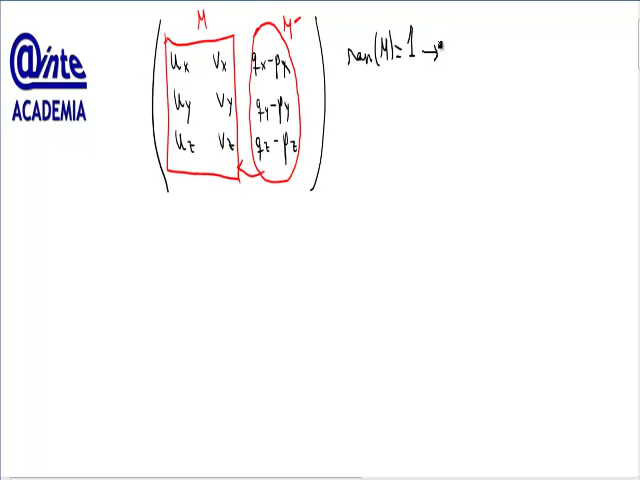 @inte
ACADEMIA
M M*
ux vx qx-px
uy vy qy-py
uz vz qz-pz
ran(M)=1 →